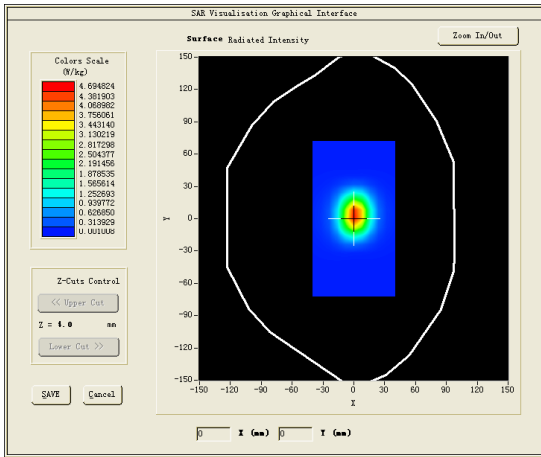 SAR Visualisation Graphical Interface
Surface Radiated Intensity
Zoom In/Out
Colors Scale
(W/kg)
4.694824
4.381903
4.068982
3.756061
3.443140
3.130219
2.817298
2.504377
2.191456
1.878535
1.565614
1.252693
0.939772
0.626850
0.313929
0.001008
150
120
90
60
30
0
-30
-60
-90
-120
-150
Y
-150 -120 -90 -60 -30 0 30 60 90 120 150
X
Z-Cuts Control
<< Upper Cut
Z = 4.0 mm
Lower Cut >>
SAVE Cancel
0 X (mm) 0 Y (mm)